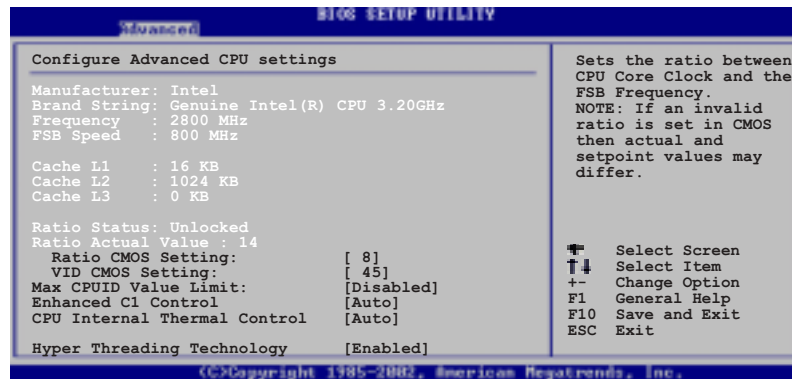 BIOS SETUP UTILITY
Advanced
Configure Advanced CPU settings
Manufacturer: Intel
Brand String: Genuine Intel(R) CPU 3.20GHz
Frequency : 2800 MHz
FSB Speed : 800 MHz
Cache L1 : 16 KB
Cache L2 : 1024 KB
Cache L3 : 0 KB
Ratio Status: Unlocked
Ratio Actual Value : 14
Ratio CMOS Setting: [ 8]
VID CMOS Setting: [ 45]
Max CPUID Value Limit: [Disabled]
Enhanced C1 Control [Auto]
CPU Internal Thermal Control [Auto]
Hyper Threading Technology [Enabled]
Sets the ratio between
CPU Core Clock and the
FSB Frequency.
NOTE: If an invalid
ratio is set in CMOS
then actual and
setpoint values may
differ.
Select Screen
↑↓ Select Item
+- Change Option
F1 General Help
F10 Save and Exit
ESC Exit
(C)Copyright 1985-2002, American Megatrends, Inc.